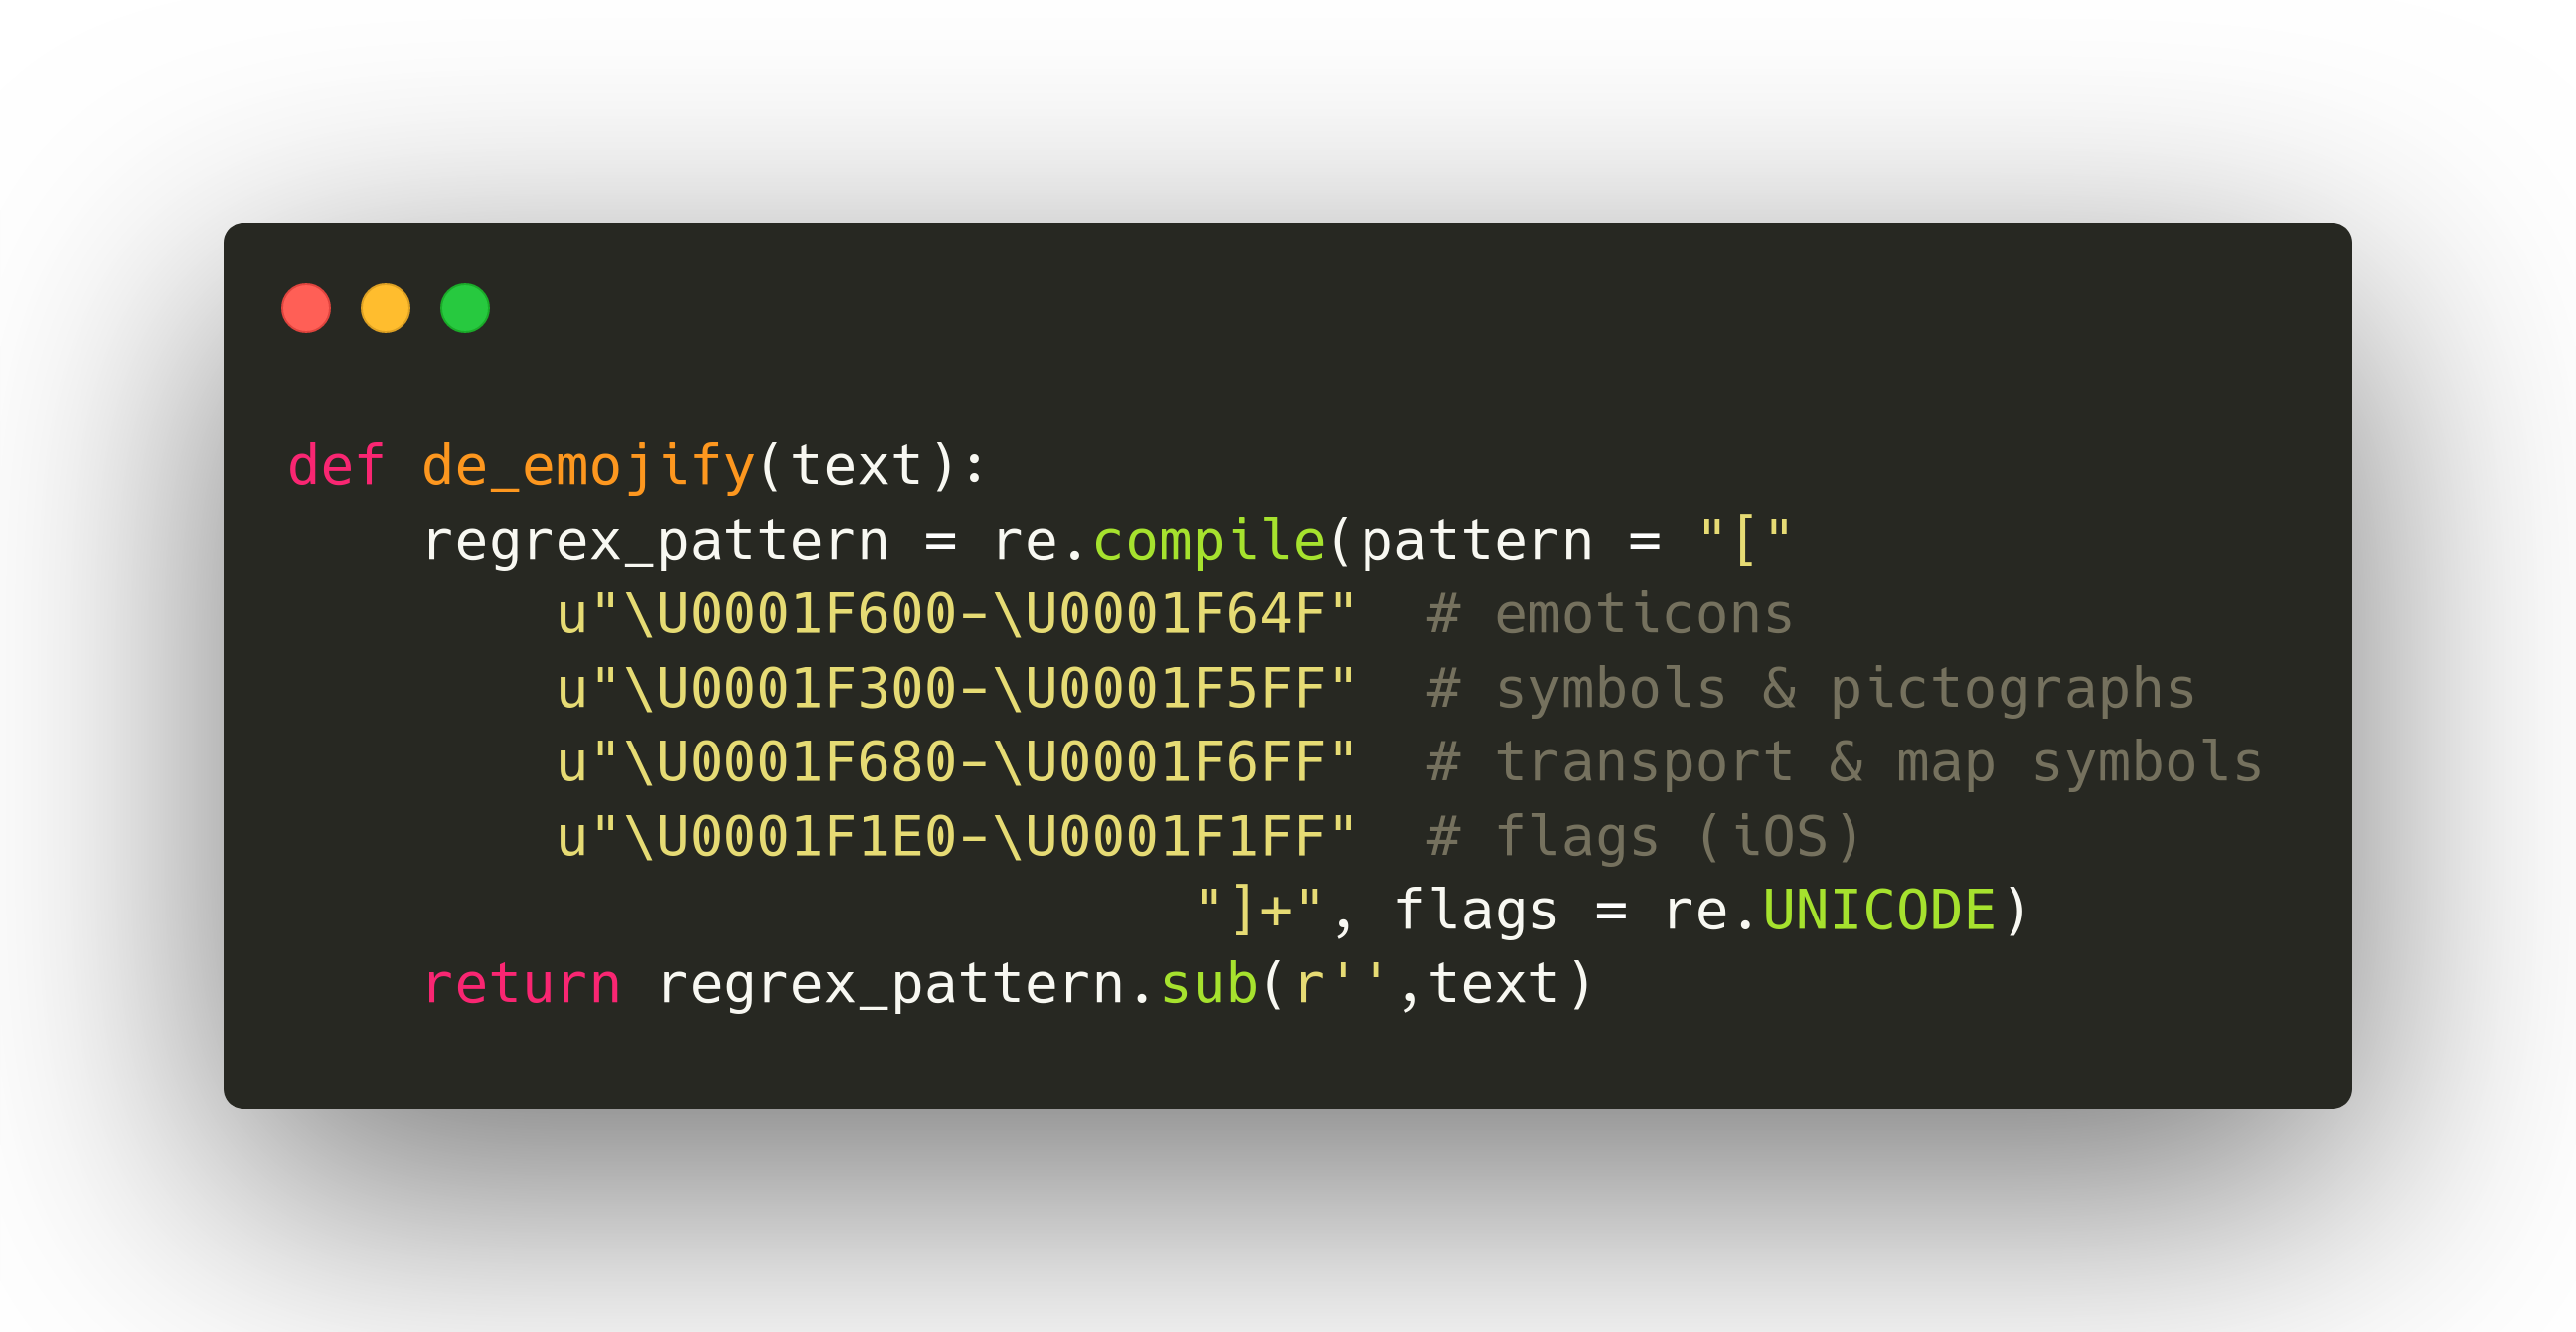 def de_emojify(text):
    regrex_pattern = re.compile(pattern = "["
        u"\U0001F600-\U0001F64F"  # emoticons
        u"\U0001F300-\U0001F5FF"  # symbols & pictographs
        u"\U0001F680-\U0001F6FF"  # transport & map symbols
        u"\U0001F1E0-\U0001F1FF"  # flags (iOS)
                           "]+", flags = re.UNICODE)
    return regrex_pattern.sub(r'',text)